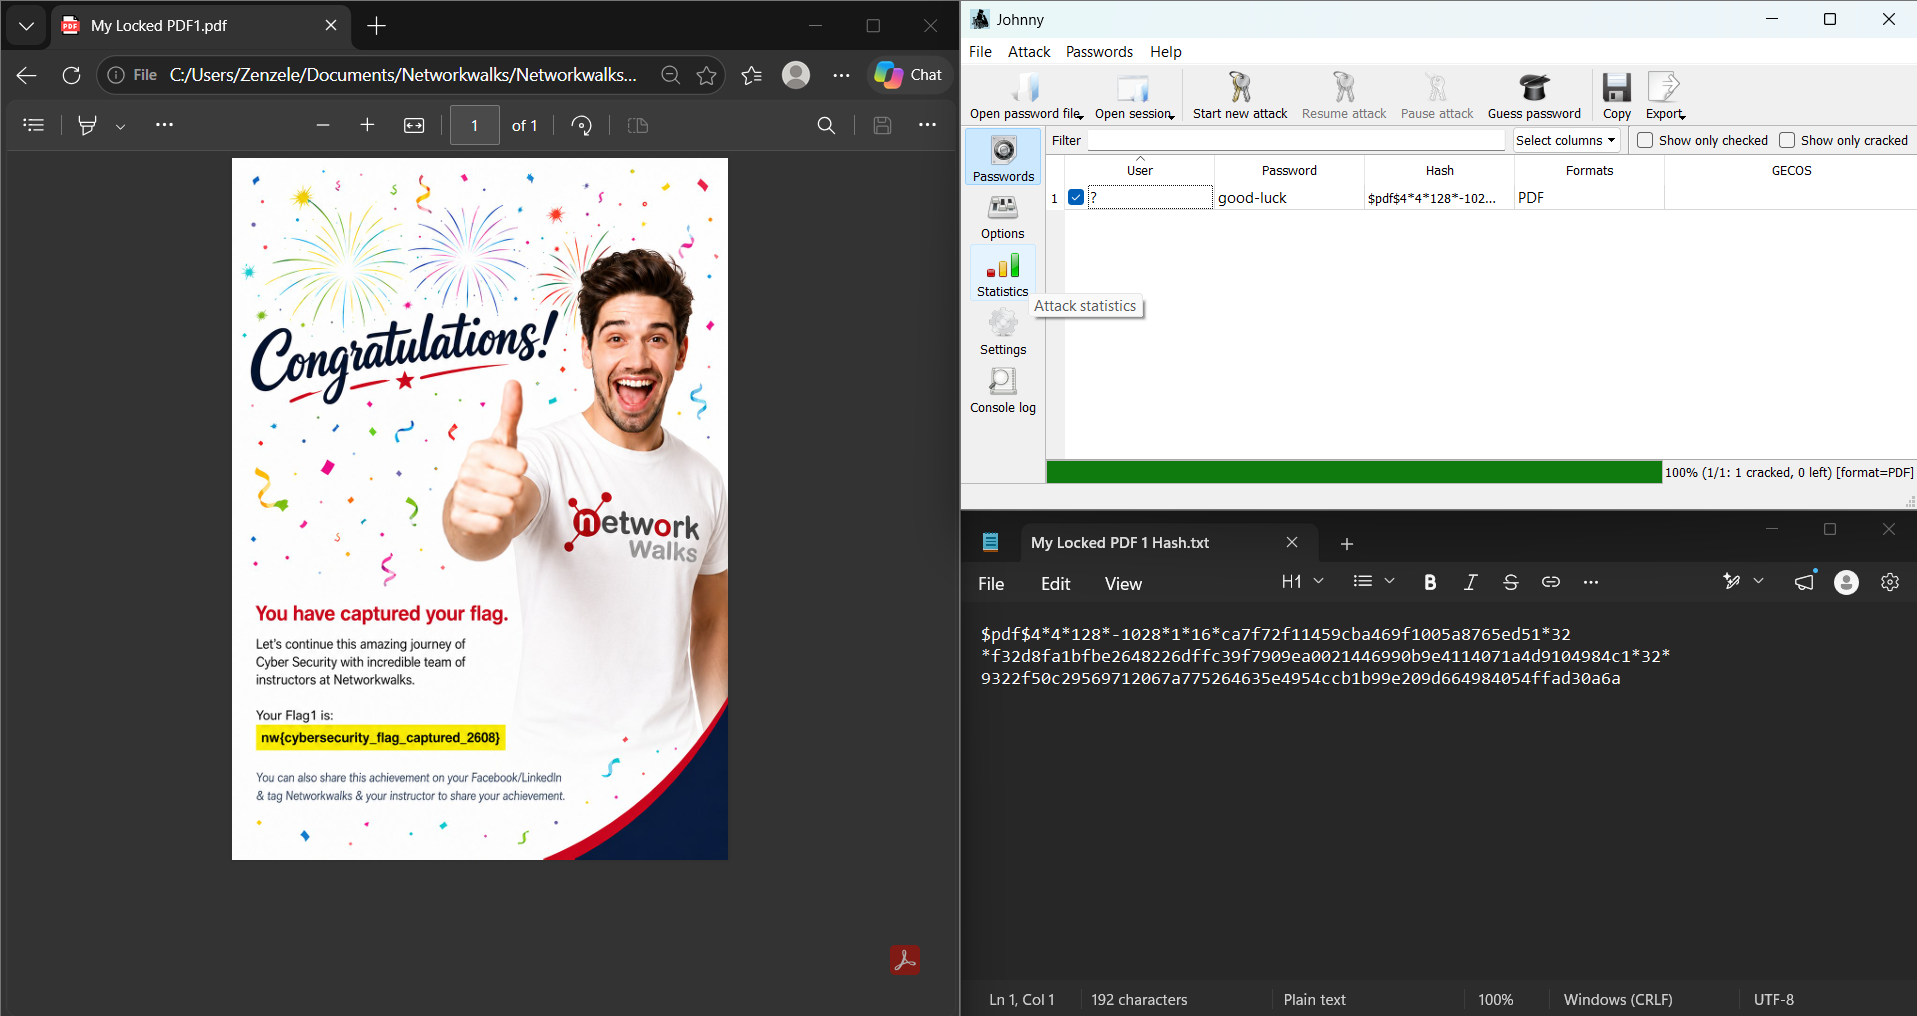 My Locked PDF1.pdf
File
C:/Users/Zenzele/Documents/Networkwalks/Networkwalks...
Chat
1
of 1
Congratulations!
network
Walks
You have captured your flag.
Let's continue this amazing journey of
Cyber Security with incredible team of
instructors at Networkwalks.
Your Flag1 is:
nw{cybersecurity_flag_captured_2608}
You can also share this achievement on your Facebook/LinkedIn
& tag Networkwalks & your instructor to share your achievement.
Johnny
File Attack Passwords Help
Open password file Open session Start new attack Resume attack Pause attack Guess password Copy Export
Filter
Select columns
Show only checked
Show only cracked
Passwords
Options
Statistics
Attack statistics
Settings
Console log
User Password Hash Formats GECOS
1 ? good-luck $pdf$4*4*128*-102... PDF
100% (1/1: 1 cracked, 0 left) [format=PDF]
My Locked PDF 1 Hash.txt
File Edit View H1
$pdf$4*4*128*-1028*1*16*ca7f72f11459cba469f1005a8765ed51*32
*f32d8fa1bfbe2648226dffc39f7909ea0021446990b9e4114071a4d9104984c1*32*
9322f50c29569712067a775264635e4954ccb1b99e209d664984054ffad30a6a
Ln 1, Col 1 192 characters Plain text 100% Windows (CRLF) UTF-8